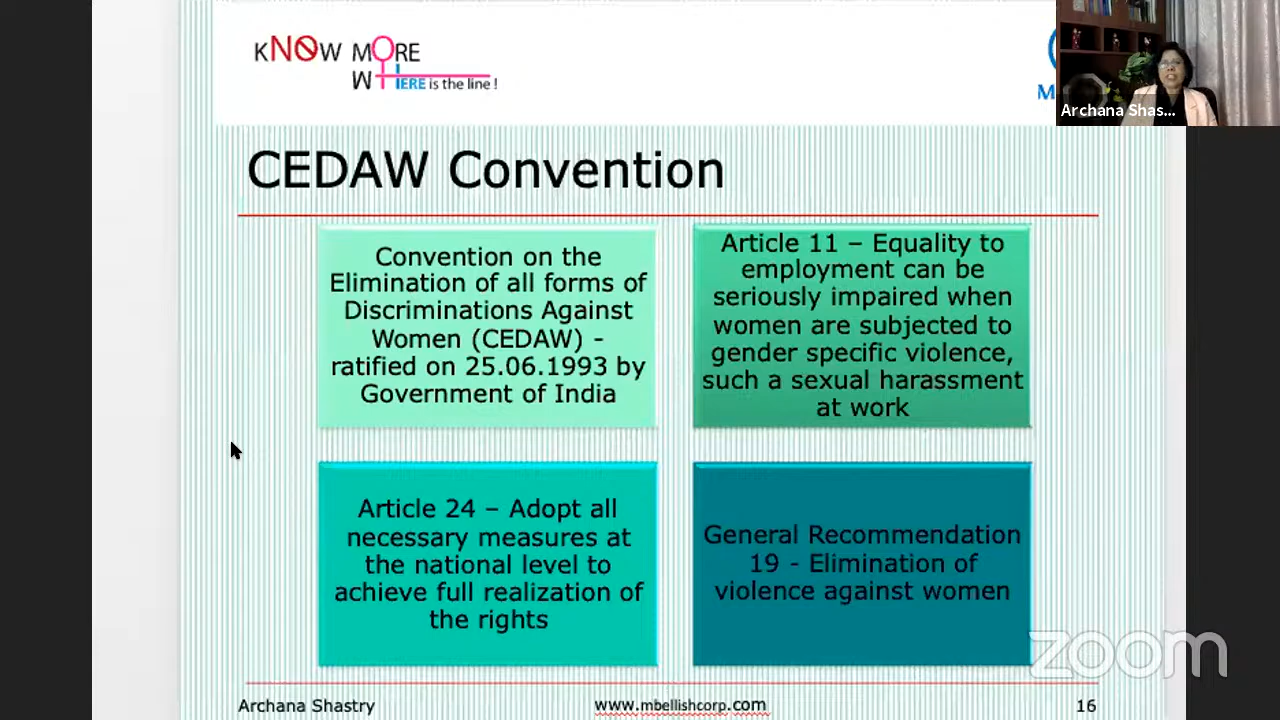 KNOW MORE
WHERE is the line !
M
Archana Shas...
CEDAW Convention
Convention on the
Elimination of all forms of
Discriminations Against
Women (CEDAW) -
ratified on 25.06.1993 by
Government of India
Article 11 – Equality to
employment can be
seriously impaired when
women are subjected to
gender specific violence,
such a sexual harassment
at work
Article 24 – Adopt all
necessary measures at
the national level to
achieve full realization of
the rights
General Recommendation
19 - Elimination of
violence against women
zoom
Archana Shastry
www.mbellishcorp.com
16